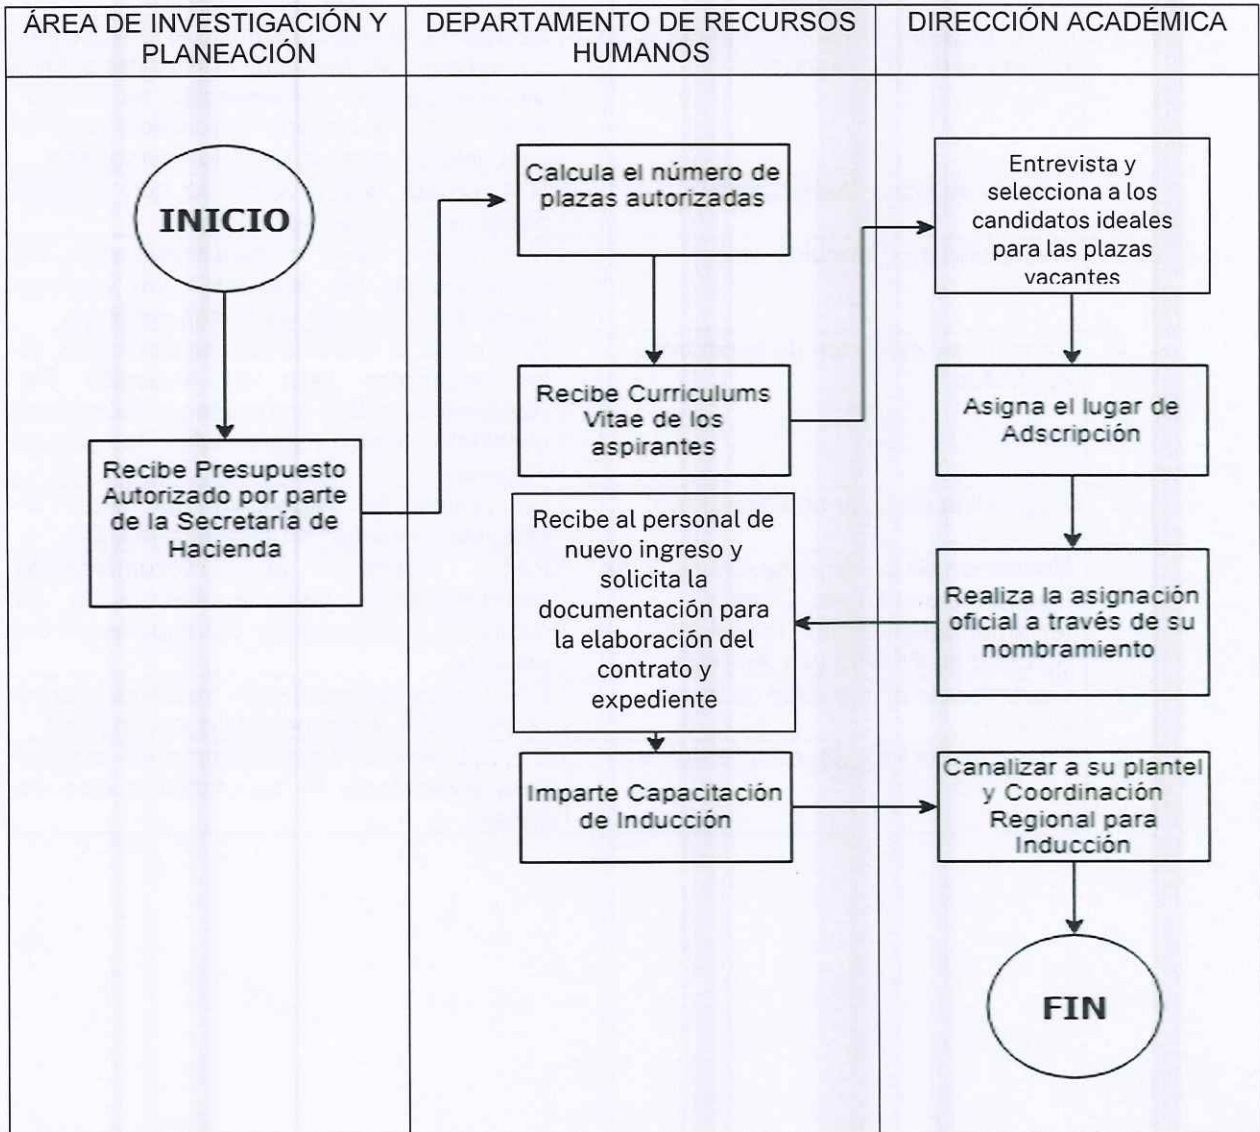 ÁREA DE INVESTIGACIÓN Y
PLANEACIÓN
DEPARTAMENTO DE RECURSOS
HUMANOS
DIRECCIÓN ACADÉMICA
INICIO
Recibe Presupuesto
Autorizado por parte
de la Secretaría de
Hacienda
Calcula el número de
plazas autorizadas
Recibe Curriculums
Vitae de los
aspirantes
Entrevista y
selecciona a los
candidatos ideales
para las plazas
vacantes
Asigna el lugar de
Adscripción
Realiza la asignación
oficial a través de su
nombramiento
Recibe al personal de
nuevo ingreso y
solicita la
documentación para
la elaboración del
contrato y
expediente
Imparte Capacitación
de Inducción
Canalizar a su plantel
y Coordinación
Regional para
Inducción
FIN